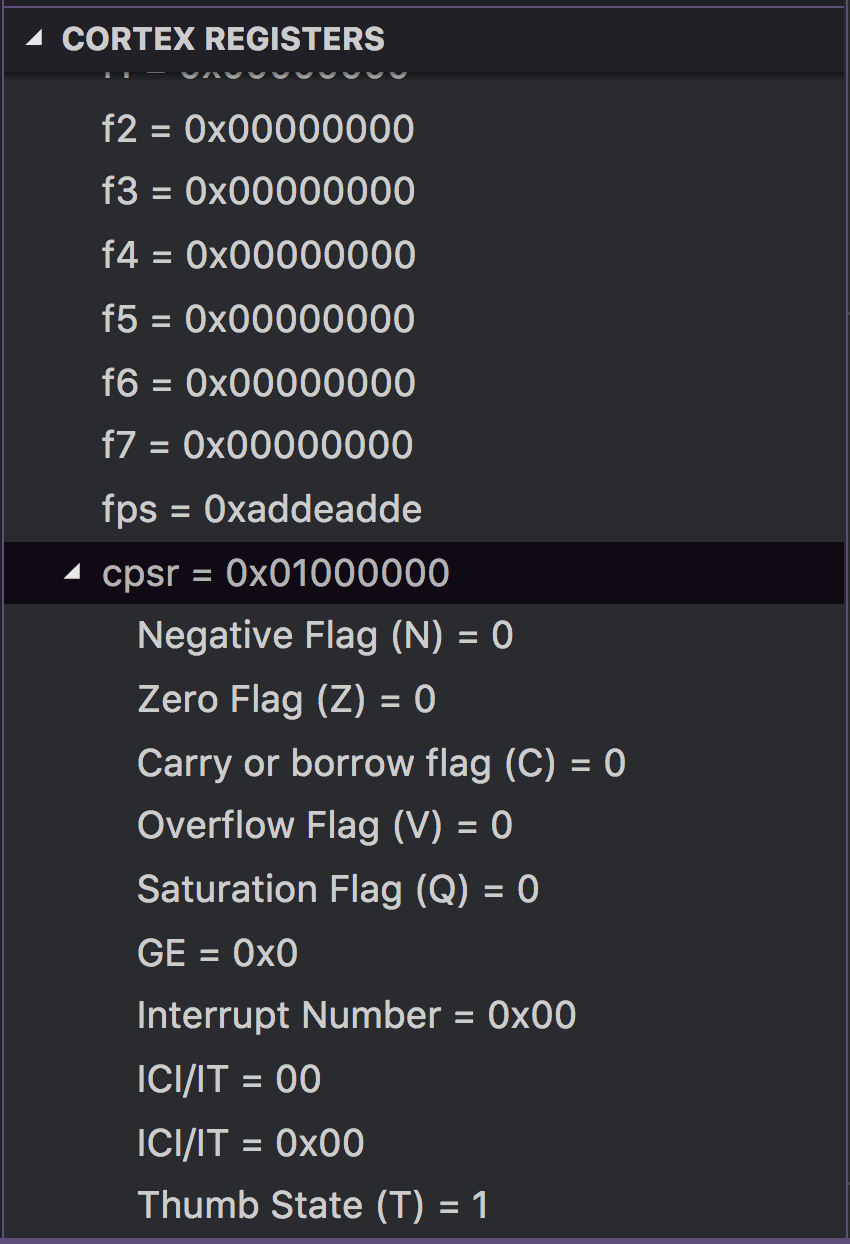 CORTEX REGISTERS
f2 = 0x00000000
f3 = 0x00000000
f4 = 0x00000000
f5 = 0x00000000
f6 = 0x00000000
f7 = 0x00000000
fps = 0xaddeadde
cpsr = 0x01000000
Negative Flag (N) = 0
Zero Flag (Z) = 0
Carry or borrow flag (C) = 0
Overflow Flag (V) = 0
Saturation Flag (Q) = 0
GE = 0x0
Interrupt Number = 0x00
ICI/IT = 00
ICI/IT = 0x00
Thumb State (T) = 1